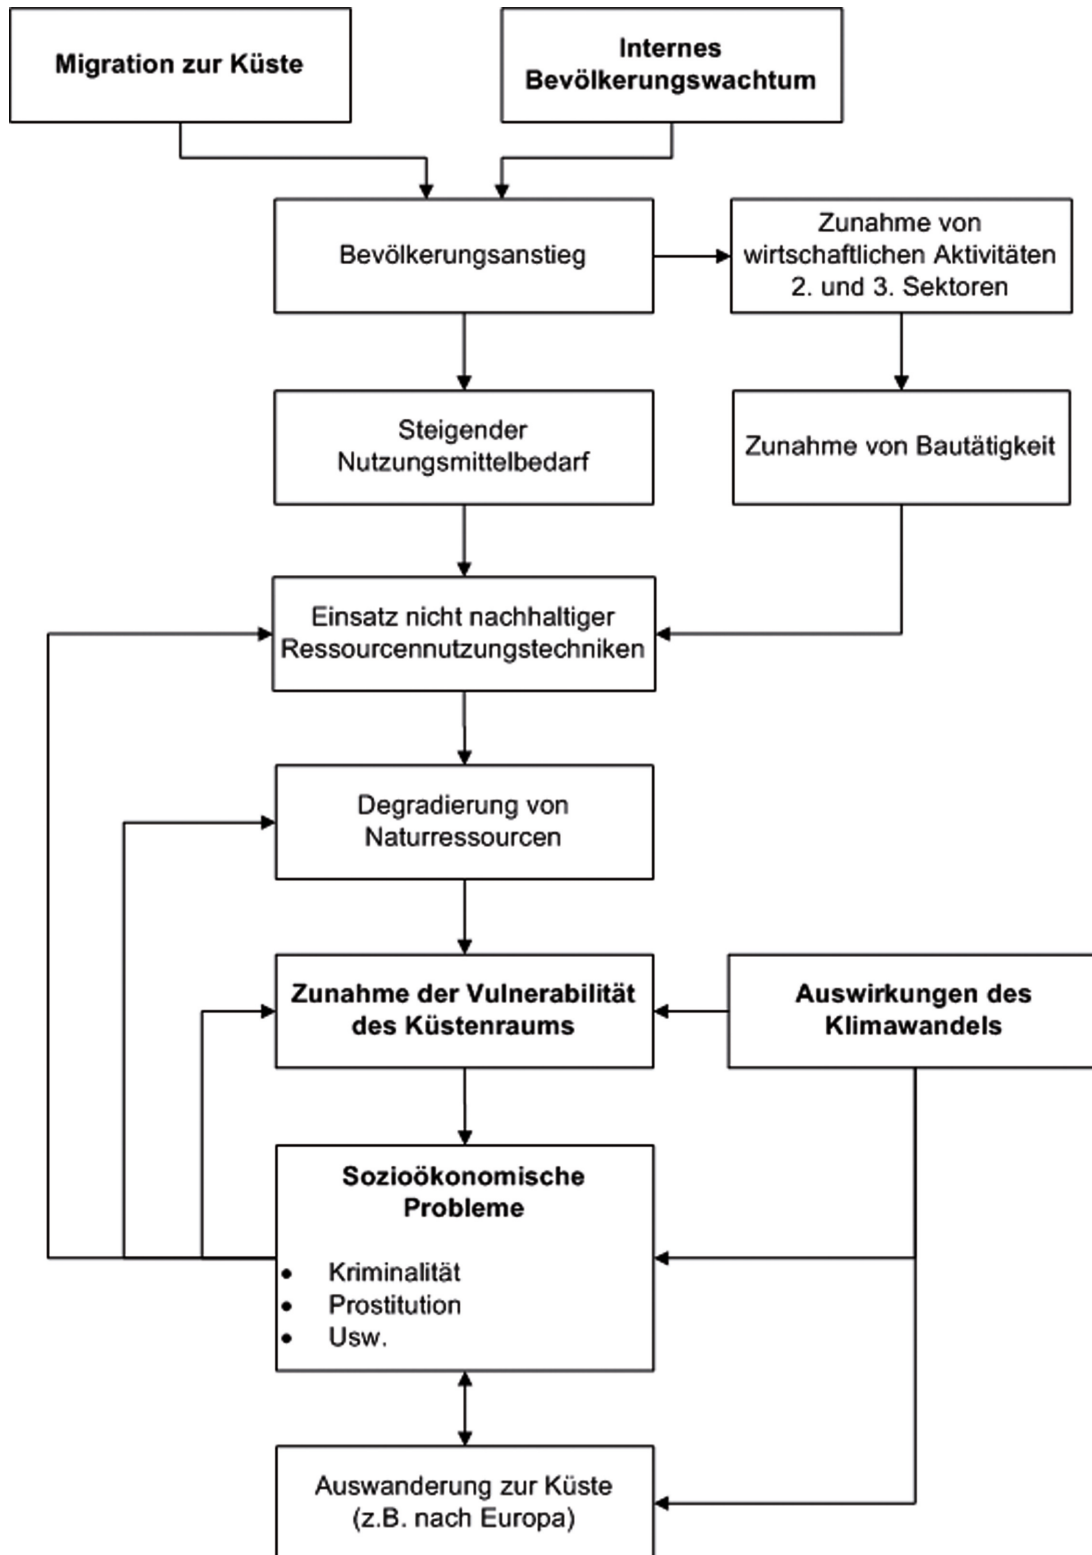 Migration zur Küste
Internes
Bevölkerungswachtum
Bevölkerungsanstieg
Zunahme von
wirtschaftlichen Aktivitäten
2. und 3. Sektoren
Steigender
Nutzungsmittelbedarf
Zunahme von Bautätigkeit
Einsatz nicht nachhaltiger
Ressourcennutzungstechniken
Degradierung von
Naturressourcen
Zunahme der Vulnerabilität
des Küstenraums
Auswirkungen des
Klimawandels
Sozioökonomische
Probleme
• Kriminalität
• Prostitution
• Usw.
Auswanderung zur Küste
(z.B. nach Europa)